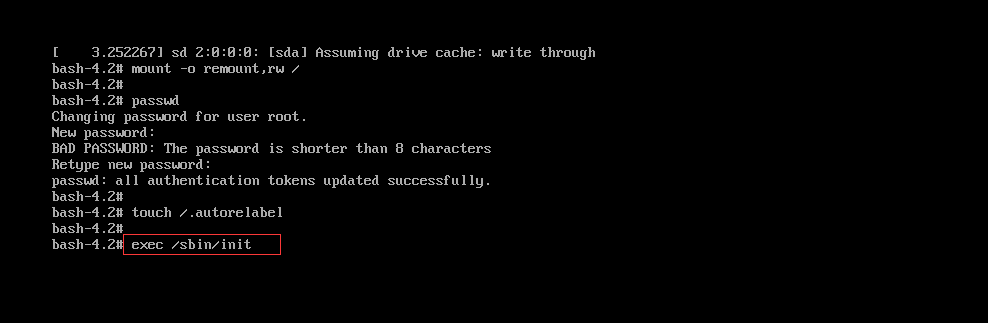 [    3.252267] sd 2:0:0:0: [sda] Assuming drive cache: write through
bash-4.2# mount -o remount,rw /
bash-4.2#
bash-4.2# passwd
Changing password for user root.
New password:
BAD PASSWORD: The password is shorter than 8 characters
Retype new password:
passwd: all authentication tokens updated successfully.
bash-4.2#
bash-4.2# touch /.autorelabel
bash-4.2#
bash-4.2# exec /sbin/init